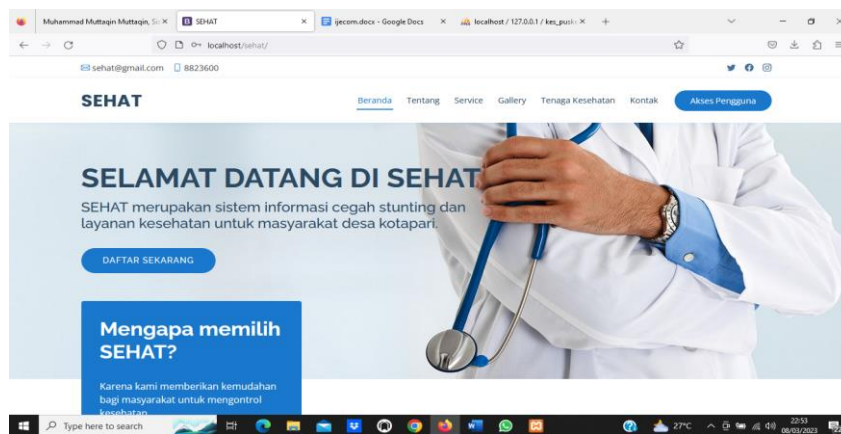 Muhammad Muttaqin Muttaqin, Si
SEHAT
ijecom.docx - Google Docs
localhost / 127.0.0.1 / kes_pusk
localhost/sehat/
sehat@gmail.com 8823600
SEHAT
Beranda Tentang Service Gallery Tenaga Kesehatan Kontak Akses Pengguna
SELAMAT DATANG DI SEHAT
SEHAT merupakan sistem informasi cegah stunting dan
layanan kesehatan untuk masyarakat desa kotapari.
DAFTAR SEKARANG
Mengapa memilih
SEHAT?
Karena kami memberikan kemudahan
bagi masyarakat untuk mengontrol
kesehatan
Type here to search
27°C
22:53
08/03/2023